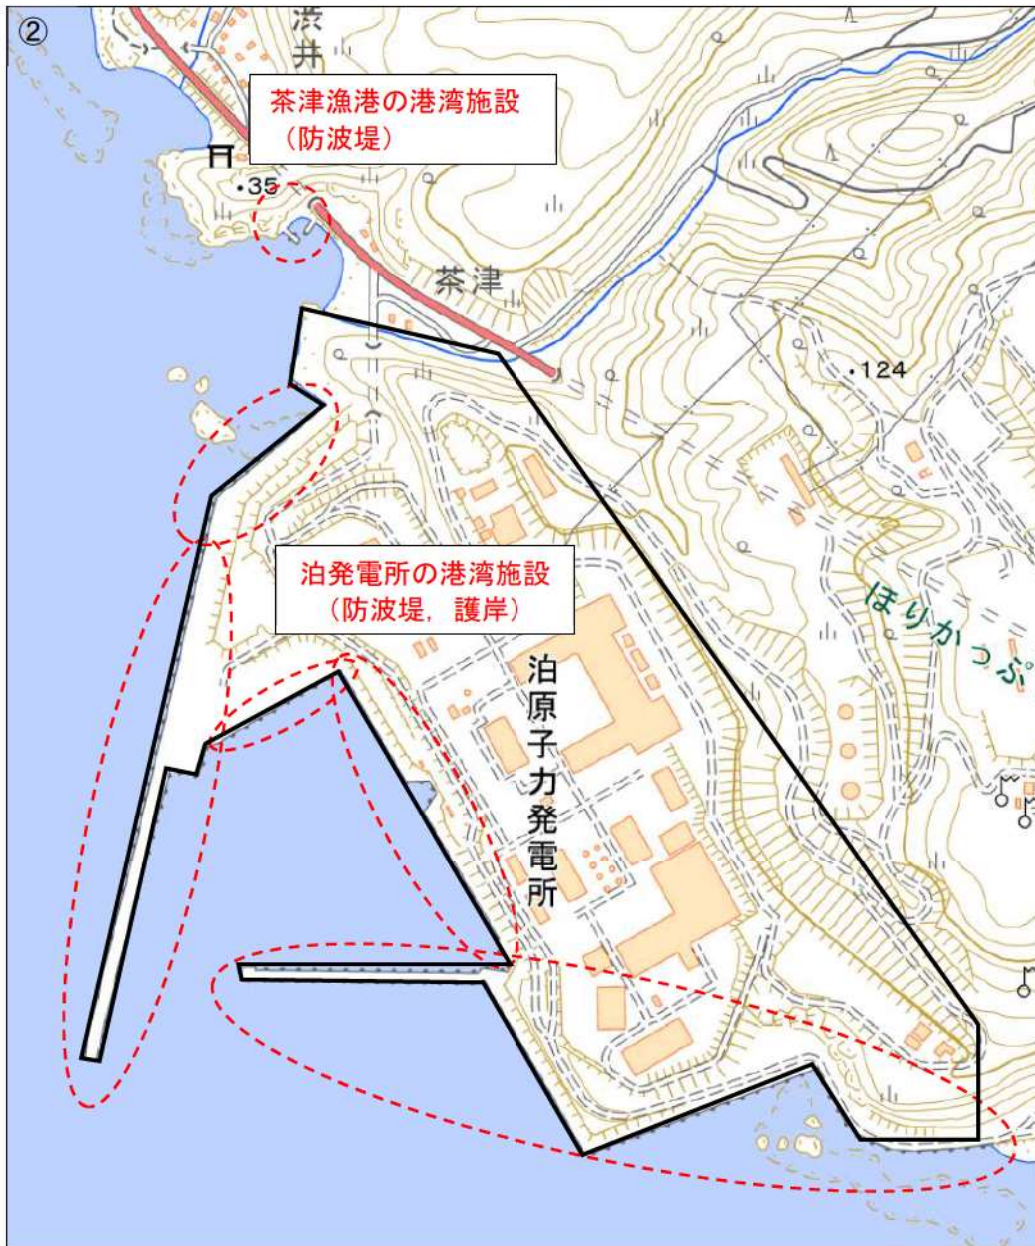 ②
渋井
茶津漁港の港湾施設
(防波堤)
・35
茶津
・124
泊発電所の港湾施設
(防波堤，護岸)
ほりかっぷ
泊原子力発電所